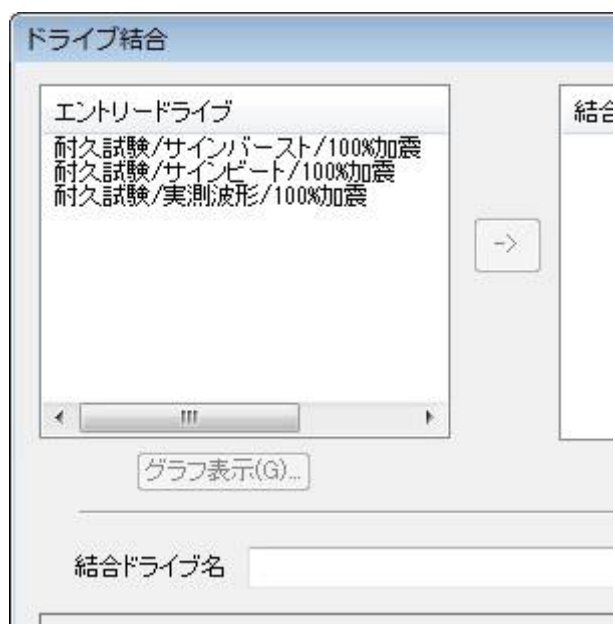 ドライブ結合
エントリードライブ
結合
耐久試験/サインバースト/100%加震
耐久試験/サインビート/100%加震
耐久試験/実測波形/100%加震
->
グラフ表示(G)...
結合ドライブ名